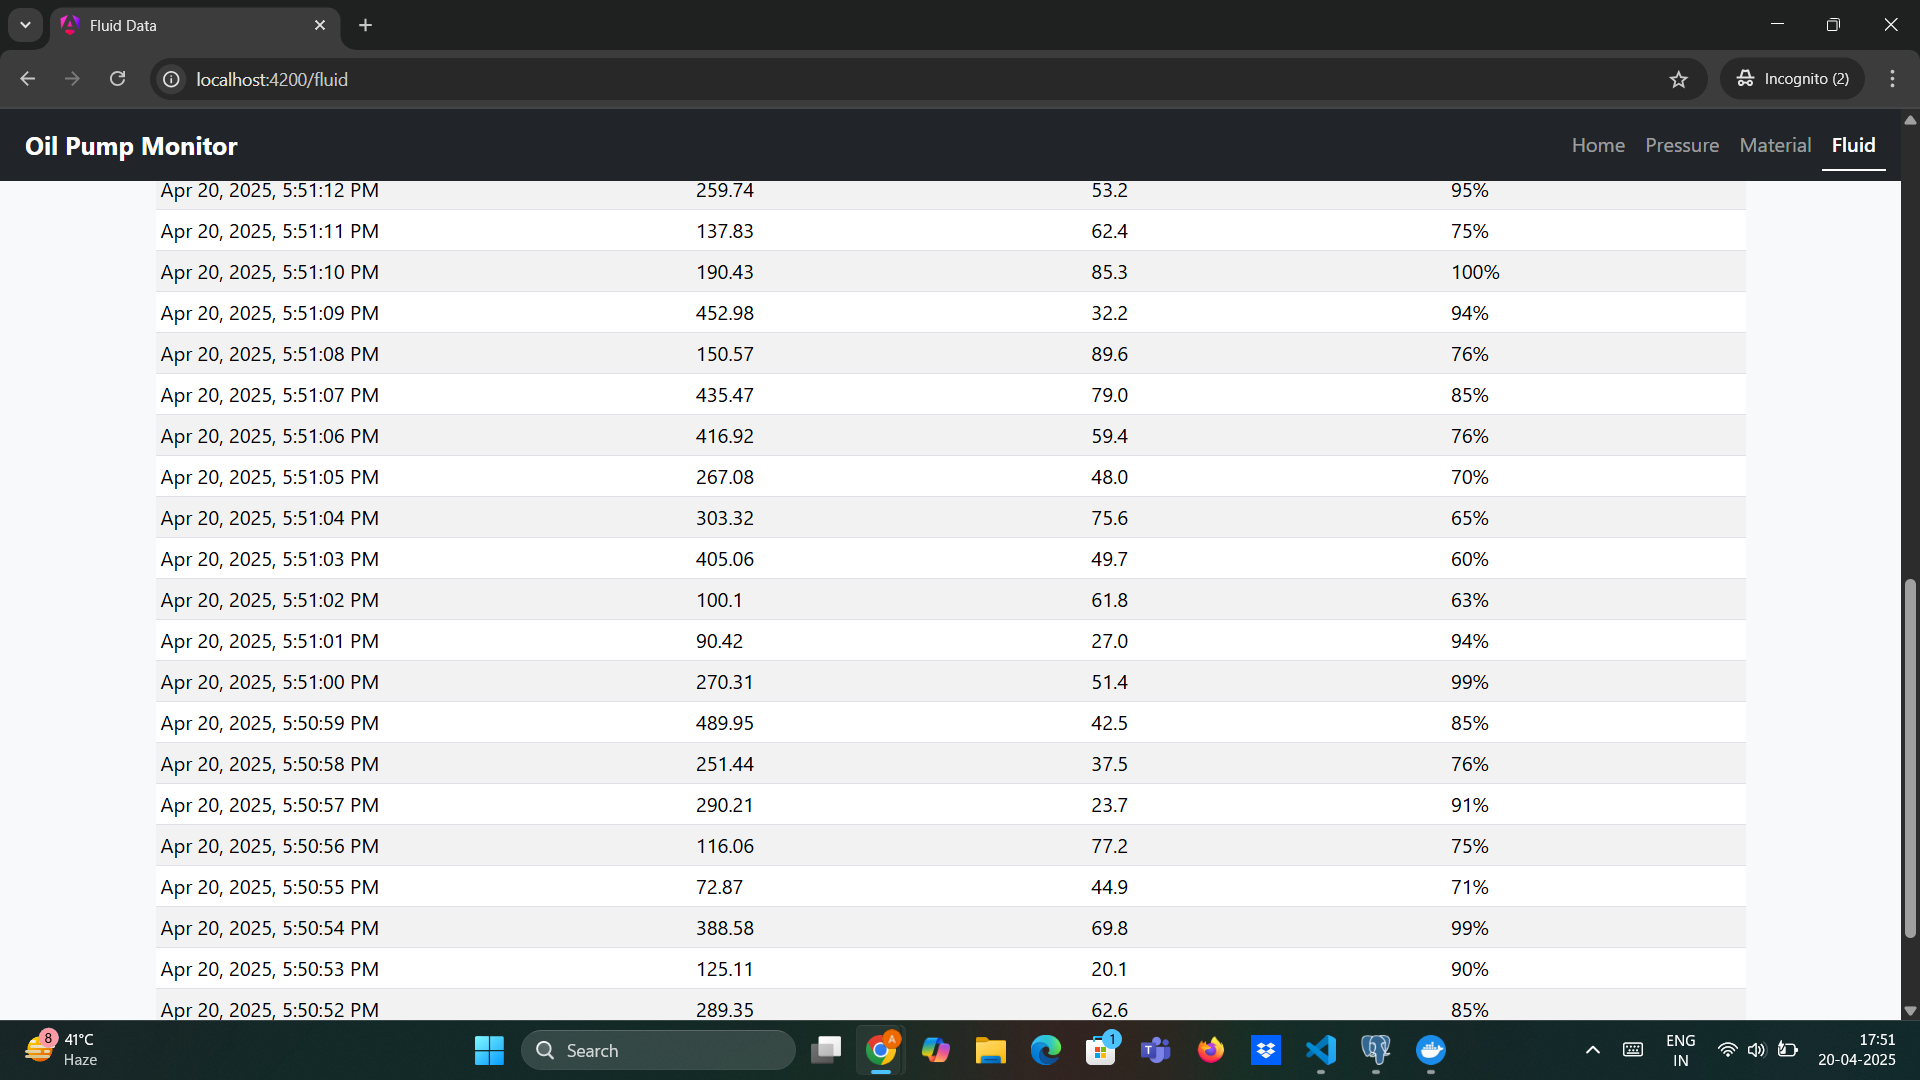 Fluid Data
localhost:4200/fluid
Incognito (2)
Oil Pump Monitor
Home Pressure Material Fluid
Apr 20, 2025, 5:51:12 PM 259.74 53.2 95%
Apr 20, 2025, 5:51:11 PM 137.83 62.4 75%
Apr 20, 2025, 5:51:10 PM 190.43 85.3 100%
Apr 20, 2025, 5:51:09 PM 452.98 32.2 94%
Apr 20, 2025, 5:51:08 PM 150.57 89.6 76%
Apr 20, 2025, 5:51:07 PM 435.47 79.0 85%
Apr 20, 2025, 5:51:06 PM 416.92 59.4 76%
Apr 20, 2025, 5:51:05 PM 267.08 48.0 70%
Apr 20, 2025, 5:51:04 PM 303.32 75.6 65%
Apr 20, 2025, 5:51:03 PM 405.06 49.7 60%
Apr 20, 2025, 5:51:02 PM 100.1 61.8 63%
Apr 20, 2025, 5:51:01 PM 90.42 27.0 94%
Apr 20, 2025, 5:51:00 PM 270.31 51.4 99%
Apr 20, 2025, 5:50:59 PM 489.95 42.5 85%
Apr 20, 2025, 5:50:58 PM 251.44 37.5 76%
Apr 20, 2025, 5:50:57 PM 290.21 23.7 91%
Apr 20, 2025, 5:50:56 PM 116.06 77.2 75%
Apr 20, 2025, 5:50:55 PM 72.87 44.9 71%
Apr 20, 2025, 5:50:54 PM 388.58 69.8 99%
Apr 20, 2025, 5:50:53 PM 125.11 20.1 90%
Apr 20, 2025, 5:50:52 PM 289.35 62.6 85%
8 41°C
Haze
Search
A
1
T
ENG
IN
17:51
20-04-2025